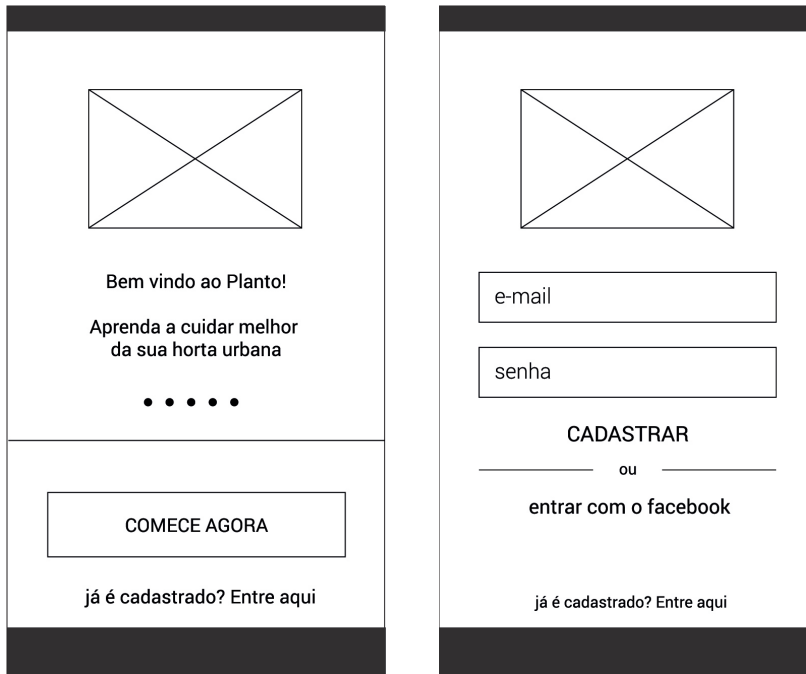 Bem vindo ao Planto!
Aprenda a cuidar melhor
da sua horta urbana
COMECE AGORA
já é cadastrado? Entre aqui
e-mail
senha
CADASTRAR
ou
entrar com o facebook
já é cadastrado? Entre aqui